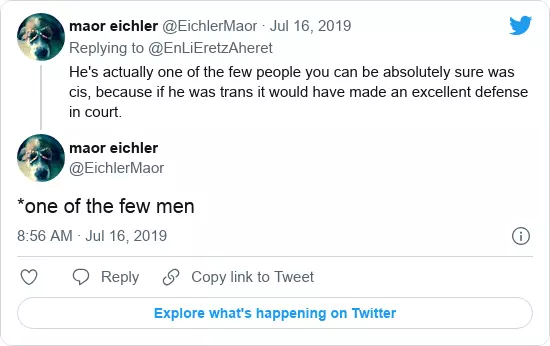 maor eichler @EichlerMaor · Jul 16, 2019
Replying to @EnLiEretzAheret
He's actually one of the few people you can be absolutely sure was
cis, because if he was trans it would have made an excellent defense
in court.
maor eichler
@EichlerMaor
*one of the few men
8:56 AM · Jul 16, 2019
Reply
Copy link to Tweet
Explore what's happening on Twitter